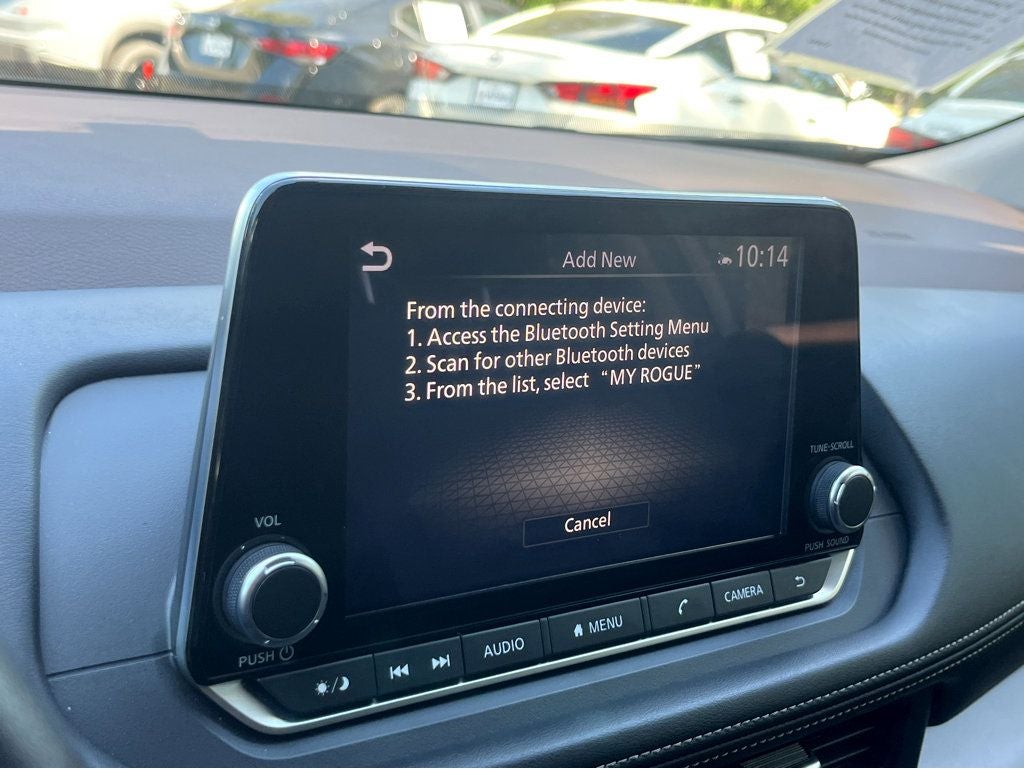 Add New
10:14
From the connecting device:
1. Access the Bluetooth Setting Menu
2. Scan for other Bluetooth devices
3. From the list, select “MY ROGUE”
Cancel
TUNE·SCROLL
PUSH SOUND
VOL
PUSH
AUDIO
MENU
CAMERA